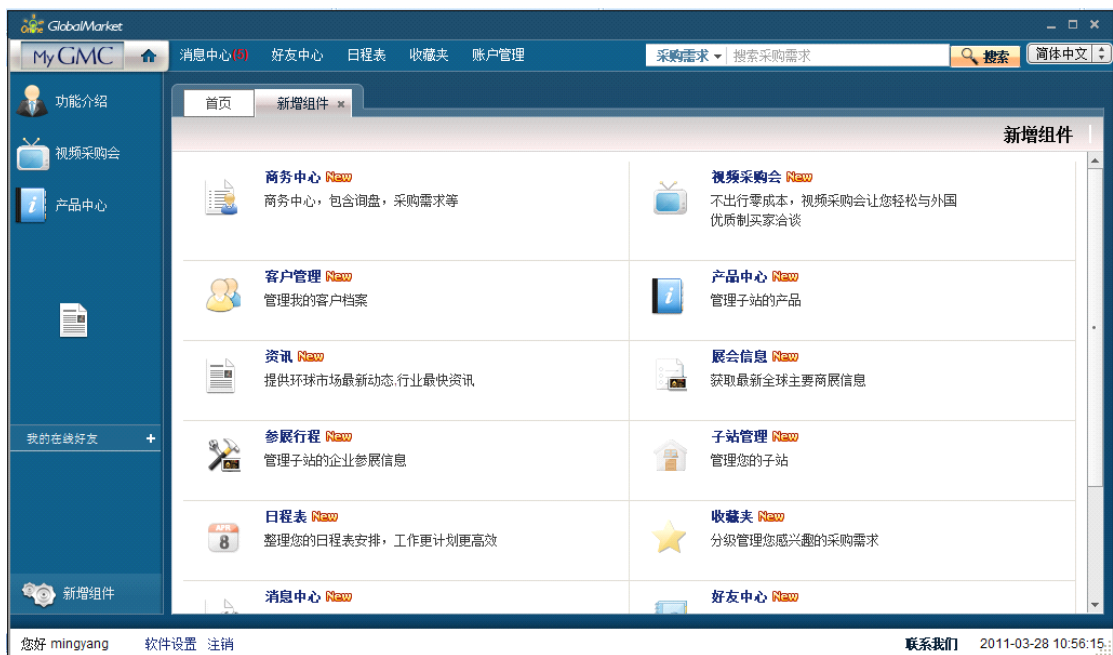 GlobalMarket
My GMC 消息中心(5) 好友中心 日程表 收藏夹 账户管理 采购需求 搜索采购需求 搜索 简体中文
功能介绍
视频采购会
产品中心
我的在线好友 +
新增组件
首页 新增组件 ×
新增组件
商务中心 New
商务中心，包含询盘，采购需求等
视频采购会 New
不出行零成本，视频采购会让您轻松与外国
优质制买家洽谈
客户管理 New
管理我的客户档案
产品中心 New
管理子站的产品
资讯 New
提供环球市场最新动态.行业最快资讯
展会信息 New
获取最新全球主要商展信息
参展行程 New
管理子站的企业参展信息
子站管理 New
管理您的子站
APR
8
日程表 New
整理您的日程表安排，工作更计划更高效
收藏夹 New
分级管理您感兴趣的采购需求
消息中心 New
好友中心 New
您好 mingyang 软件设置 注销 联系我们 2011-03-28 10:56:15